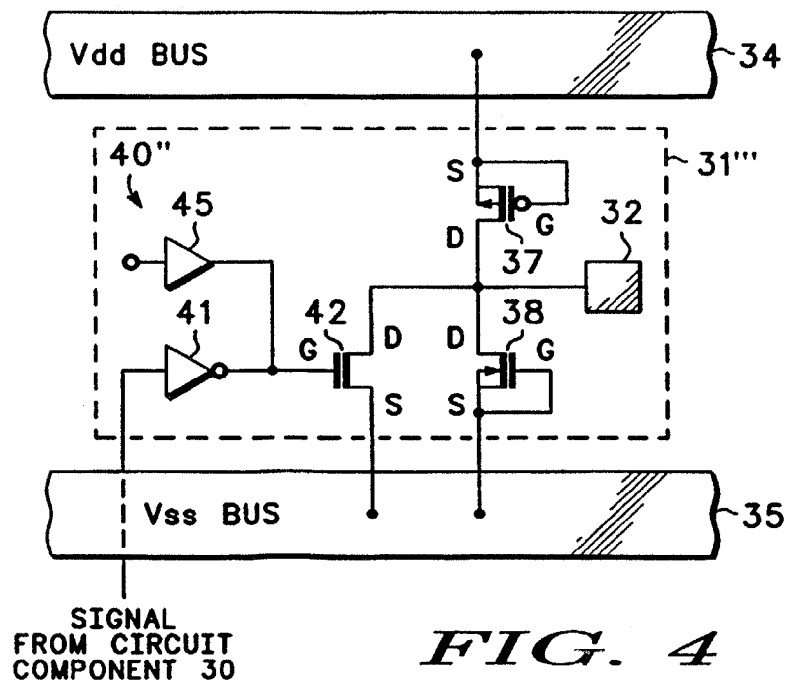 Vdd BUS
34
40"
31'''
S
45
32
G
D
37
41
42
38
G
D
D
G
S
S
Vss BUS
35
SIGNAL
FROM CIRCUIT
COMPONENT 30
FIG. 4